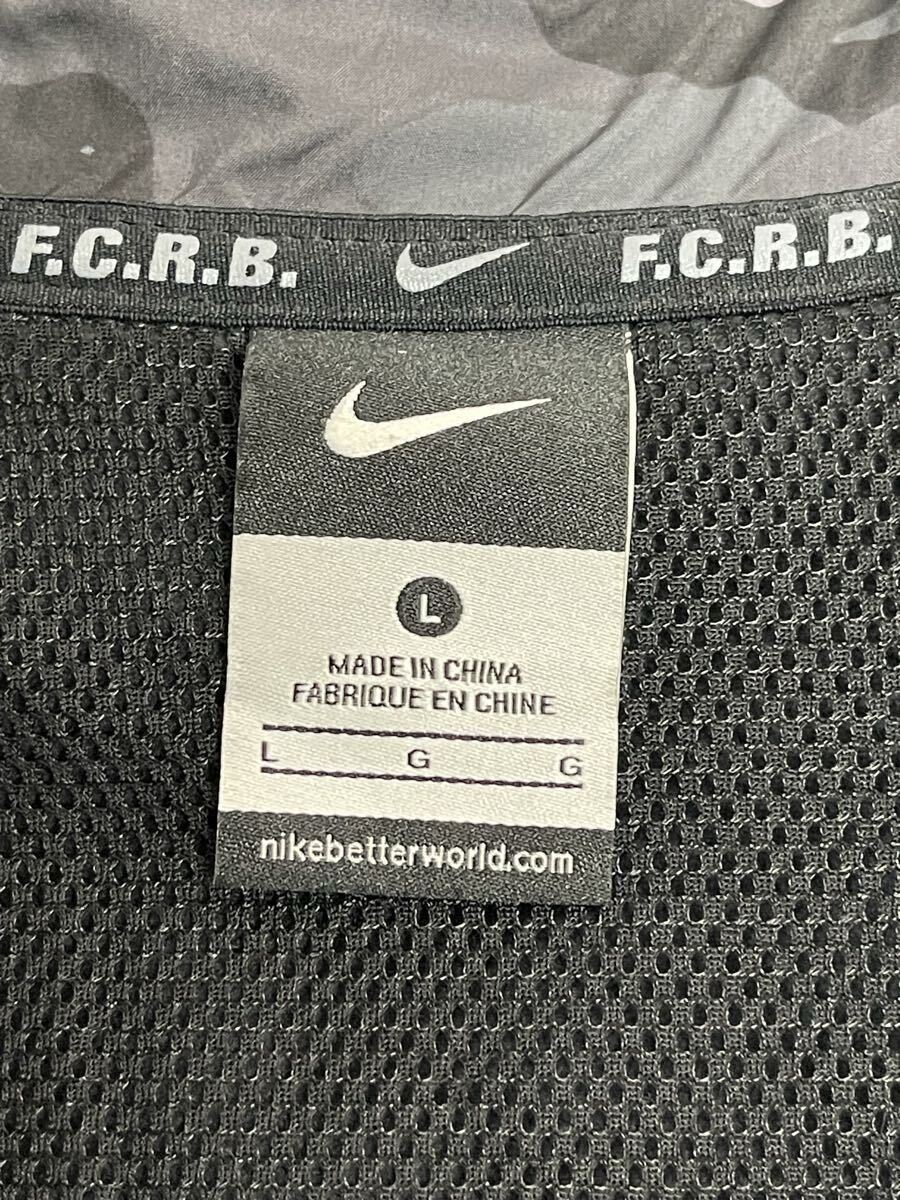 F.C.R.B. F.C.R.B.
L
MADE IN CHINA
FABRIQUE EN CHINE
L G G
nikebetterworld.com